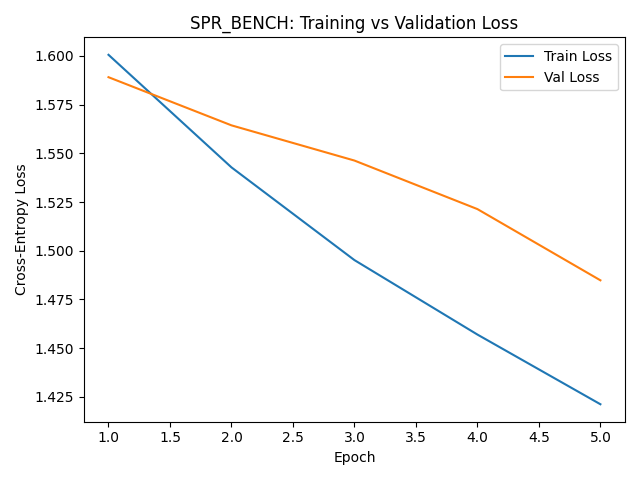 SPR_BENCH: Training vs Validation Loss
Train Loss
Val Loss
1.600
1.575
1.550
1.525
1.500
1.475
1.450
1.425
Cross-Entropy Loss
1.0 1.5 2.0 2.5 3.0 3.5 4.0 4.5 5.0
Epoch